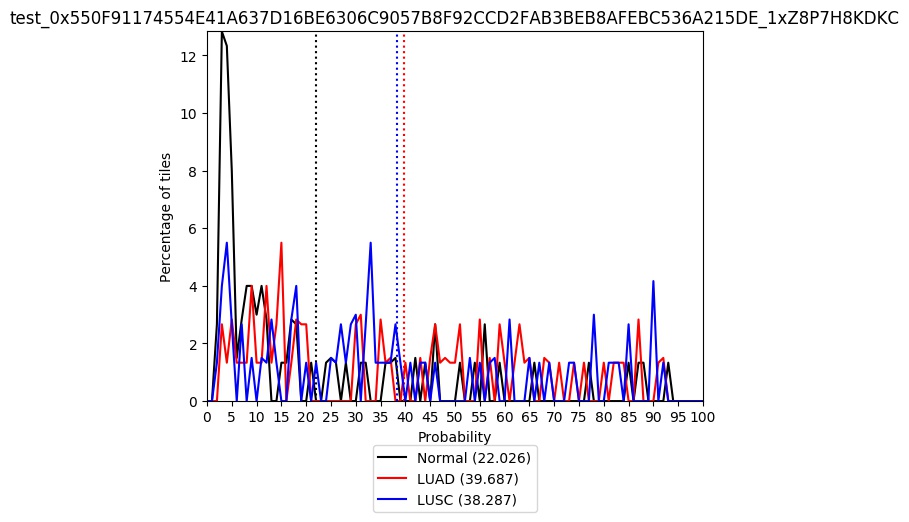 test_0x550F91174554E41A637D16BE6306C9057B8F92CCD2FAB3BEB8AFEBC536A215DE_1xZ8P7H8KDKC
12
10
8
6
4
2
0
Percentage of tiles
0 5 10 15 20 25 30 35 40 45 50 55 60 65 70 75 80 85 90 95 100
Probability
Normal (22.026)
LUAD (39.687)
LUSC (38.287)